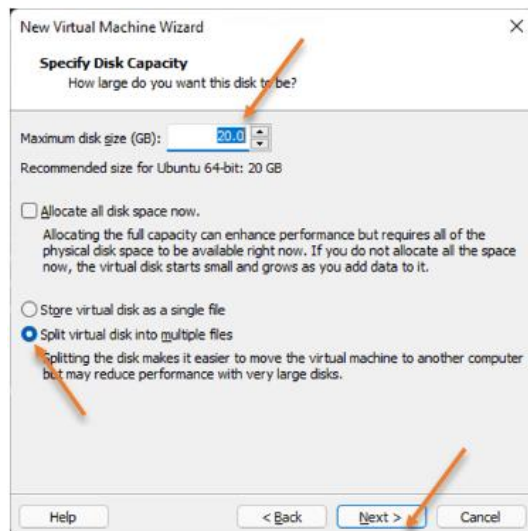 New Virtual Machine Wizard
Specify Disk Capacity
How large do you want this disk to be?
Maximum disk size (GB): 20.0
Recommended size for Ubuntu 64-bit: 20 GB
Allocate all disk space now.
Allocating the full capacity can enhance performance but requires all of the
physical disk space to be available right now. If you do not allocate all the space
now, the virtual disk starts small and grows as you add data to it.
Store virtual disk as a single file
Split virtual disk into multiple files
Splitting the disk makes it easier to move the virtual machine to another computer
but may reduce performance with very large disks.
Help < Back Next > Cancel